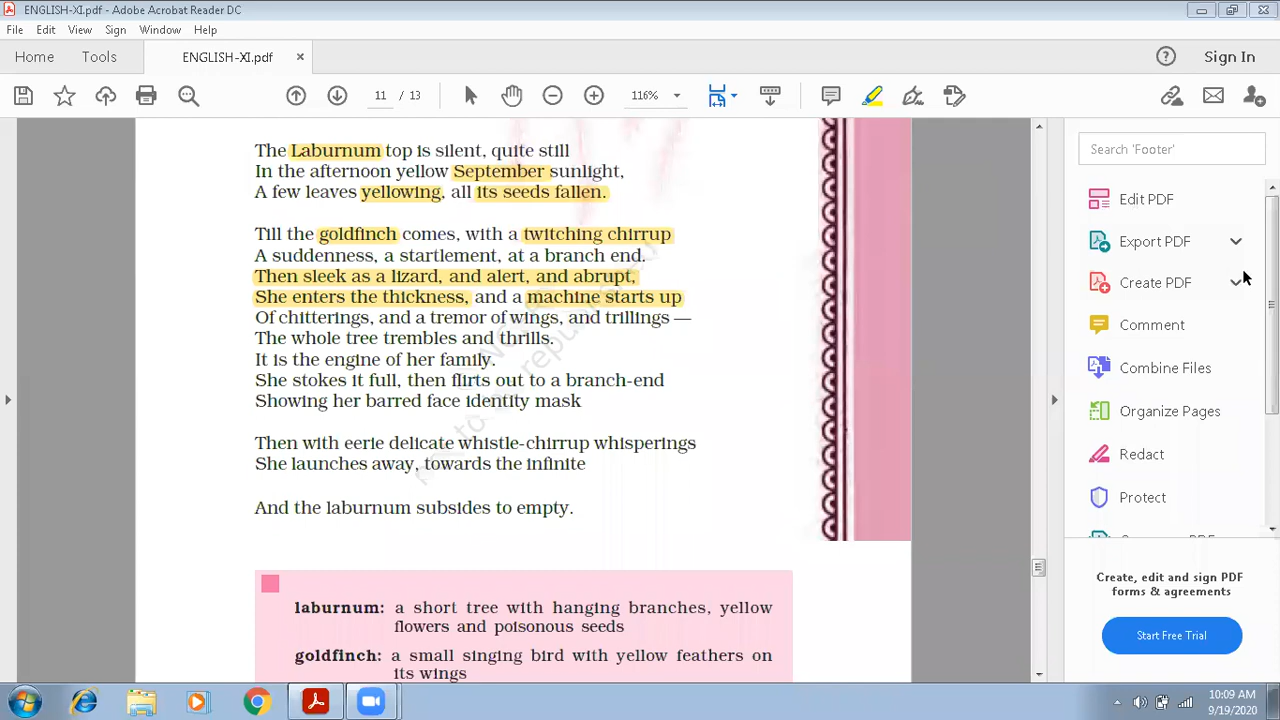 ENGLISH-XI.pdf - Adobe Acrobat Reader DC
File Edit View Sign Window Help
Home Tools ENGLISH-XI.pdf × Sign In
11 / 13 116%
The Laburnum top is silent, quite still
In the afternoon yellow September sunlight,
A few leaves yellowing, all its seeds fallen.
Till the goldfinch comes, with a twitching chirrup
A suddenness, a startlement, at a branch end.
Then sleek as a lizard, and alert, and abrupt,
She enters the thickness, and a machine starts up
Of chitterings, and a tremor of wings, and trillings —
The whole tree trembles and thrills.
It is the engine of her family.
She stokes it full, then flirts out to a branch-end
Showing her barred face identity mask
Then with eerie delicate whistle-chirrup whisperings
She launches away, towards the infinite
And the laburnum subsides to empty.
laburnum: a short tree with hanging branches, yellow
flowers and poisonous seeds
goldfinch: a small singing bird with yellow feathers on
its wings
Search 'Footer'
Edit PDF
Export PDF
Create PDF
Comment
Combine Files
Organize Pages
Redact
Protect
Create, edit and sign PDF
forms & agreements
Start Free Trial
10:09 AM
9/19/2020